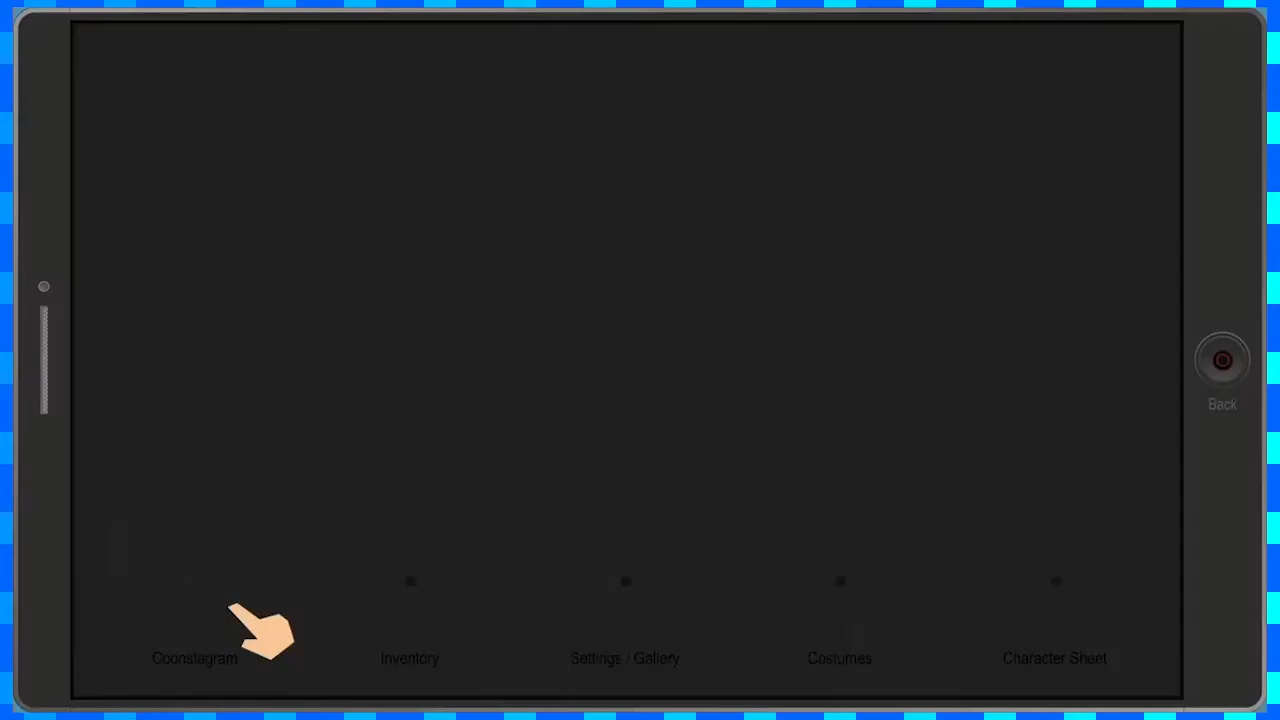 Back
Coonstagram
Inventory
Settings / Gallery
Costumes
Character Sheet